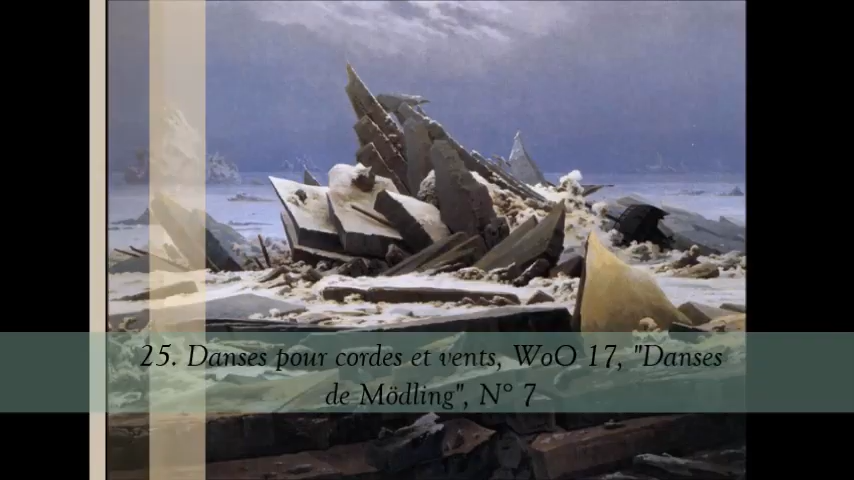 25. Danses pour cordes et vents, WoO 17, "Danses
de Mödling", N° 7